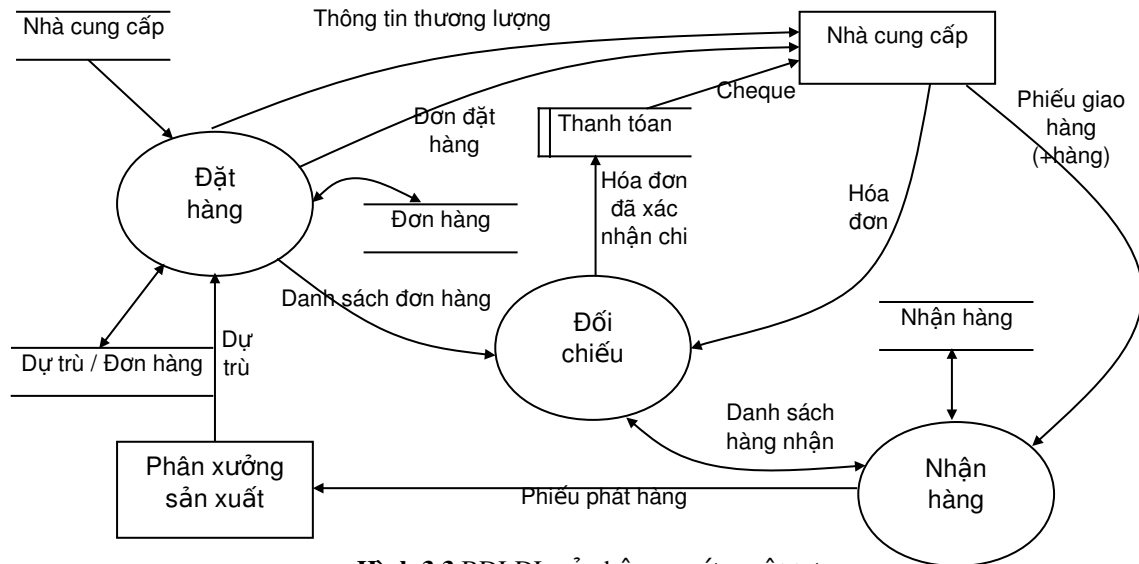 Nhà cung cấp
Thông tin thương lượng
Nhà cung cấp
Cheque
Phiếu giao
hàng
(+hàng)
Đơn đặt
hàng
Thanh tóan
Đặt
hàng
Hóa đơn
đã xác
nhận chi
Hóa
đơn
Đơn hàng
Danh sách đơn hàng
Đối
chiếu
Nhận hàng
Dự
trù
Dự trù / Đơn hàng
Danh sách
hàng nhận
Phân xưởng
sản xuất
Phiếu phát hàng
Nhận
hàng